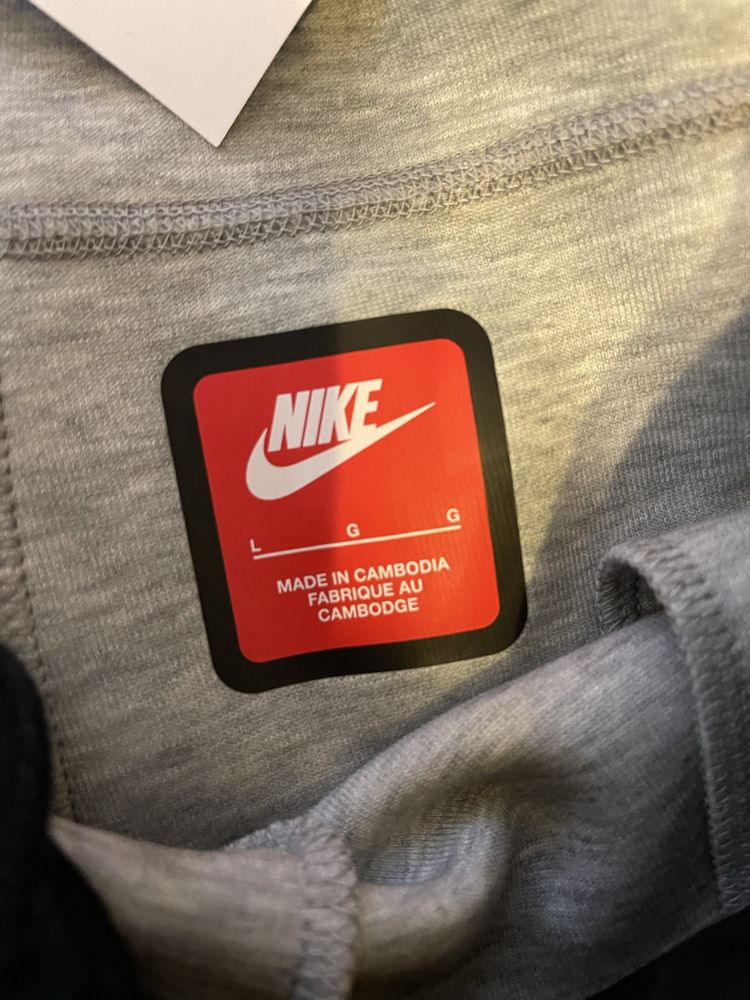 NIKE
L G G
MADE IN CAMBODIA
FABRIQUE AU
CAMBODGE